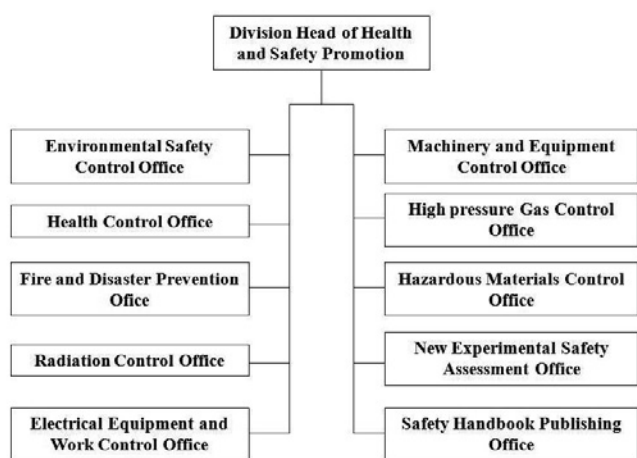 Division Head of Health
and Safety Promotion
Environmental Safety
Control Office
Machinery and Equipment
Control Office
Health Control Office
High pressure Gas Control
Office
Fire and Disaster Prevention
Ofice
Hazardous Materials Control
Office
Radiation Control Office
New Experimental Safety
Assessment Office
Electrical Equipment and
Work Control Office
Safety Handbook Publishing
Office